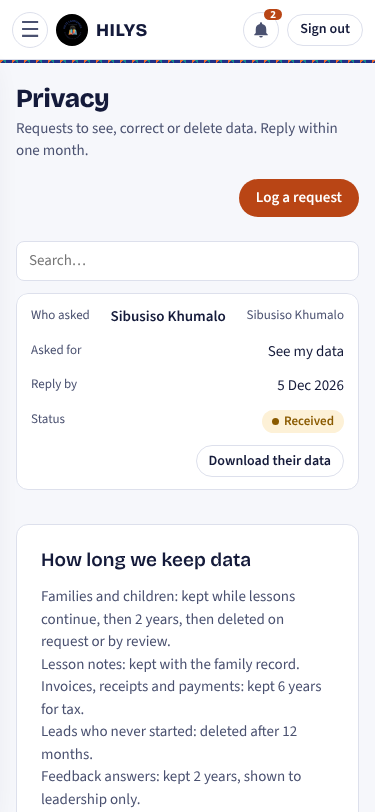 HILYS
2
Sign out
Privacy
Requests to see, correct or delete data. Reply within
one month.
Log a request
Search…
Who asked Sibusiso Khumalo Sibusiso Khumalo
Asked for See my data
Reply by 5 Dec 2026
Status Received
Download their data
How long we keep data
Families and children: kept while lessons
continue, then 2 years, then deleted on
request or by review.
Lesson notes: kept with the family record.
Invoices, receipts and payments: kept 6 years
for tax.
Leads who never started: deleted after 12
months.
Feedback answers: kept 2 years, shown to
leadership only.